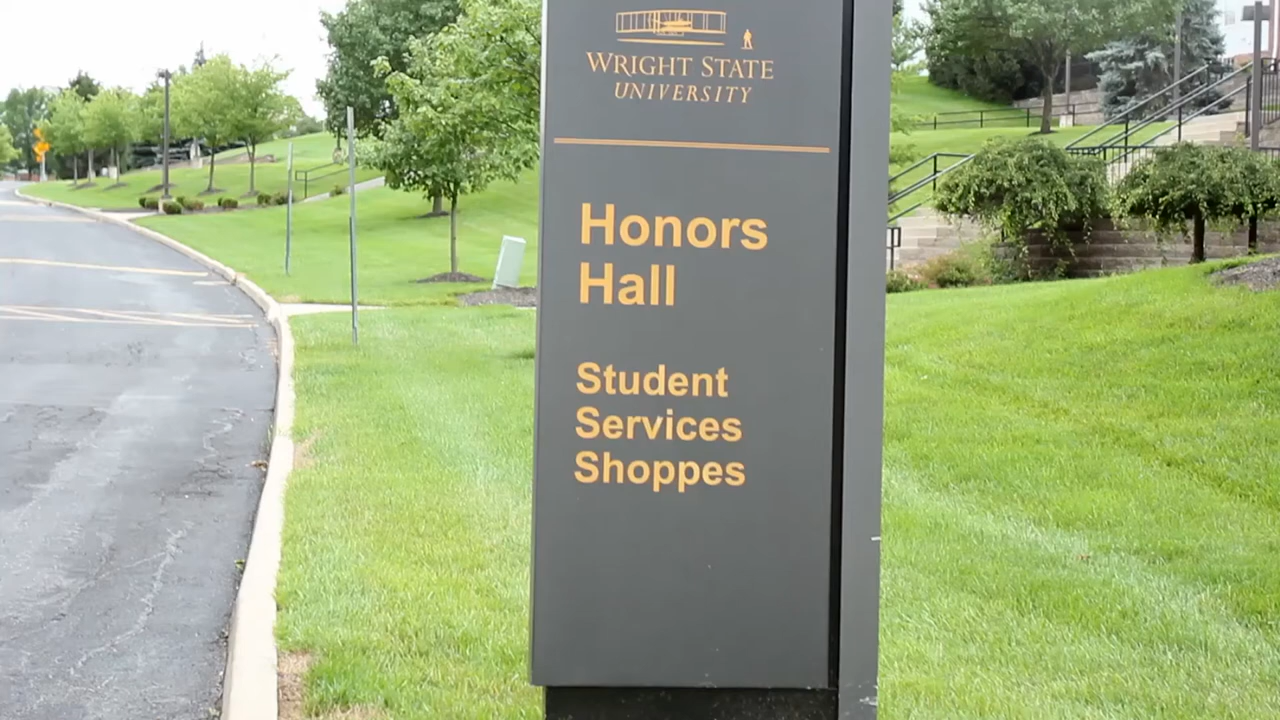 WRIGHT STATE
UNIVERSITY
Honors
Hall
Student
Services
Shoppes